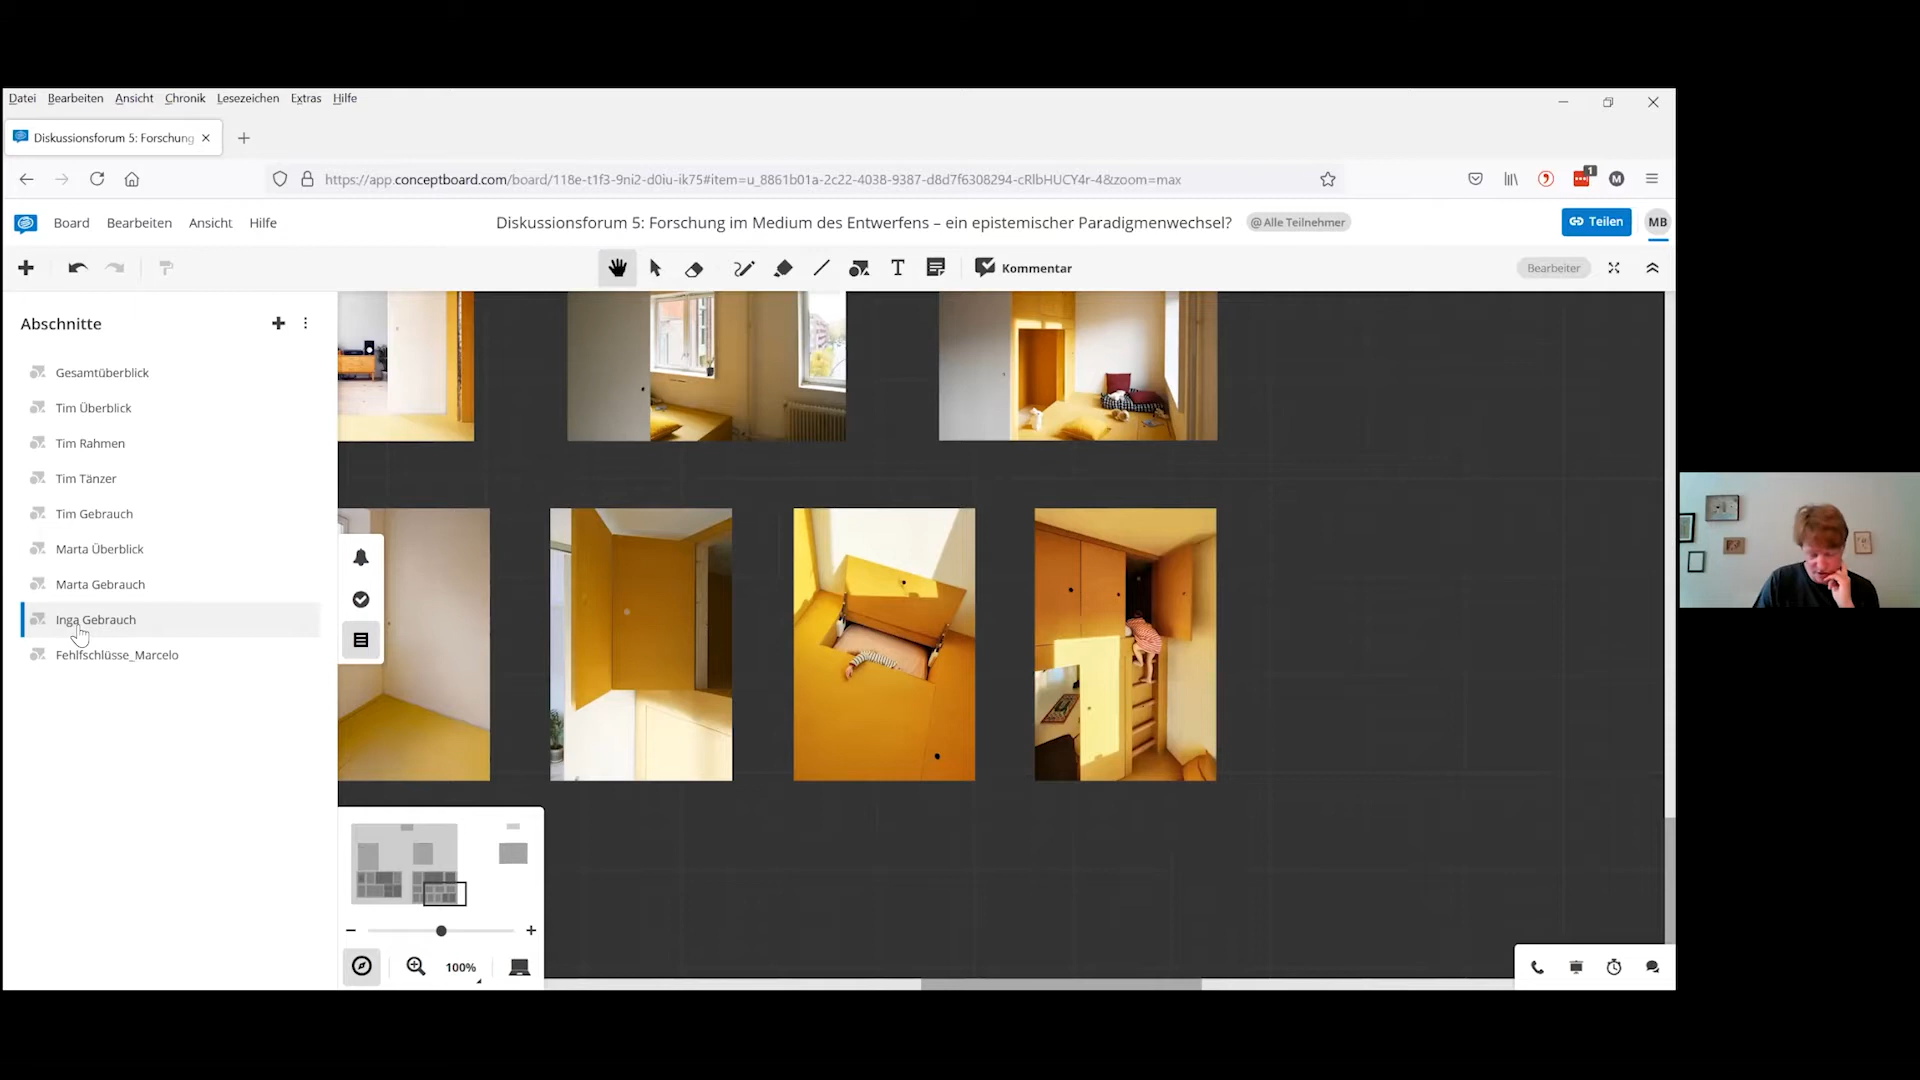 Datei Bearbeiten Ansicht Chronik Lesezeichen Extras Hilfe
Diskussionsforum 5: Forschung
https://app.conceptboard.com/board/118e-t1f3-9ni2-d0iu-ik75#item=u_8861b01a-2c22-4038-9387-d8d7f6308294-cRlbHUCY4r-4&zoom=max
1
M
Board Bearbeiten Ansicht Hilfe
Diskussionsforum 5: Forschung im Medium des Entwerfens – ein epistemischer Paradigmenwechsel?
@Alle Teilnehmer
Teilen
MB
T
Kommentar
Bearbeiter
Abschnitte
Gesamtüberblick
Tim Überblick
Tim Rahmen
Tim Tänzer
Tim Gebrauch
Marta Überblick
Marta Gebrauch
Inga Gebrauch
Fehlfschlüsse_Marcelo
100%